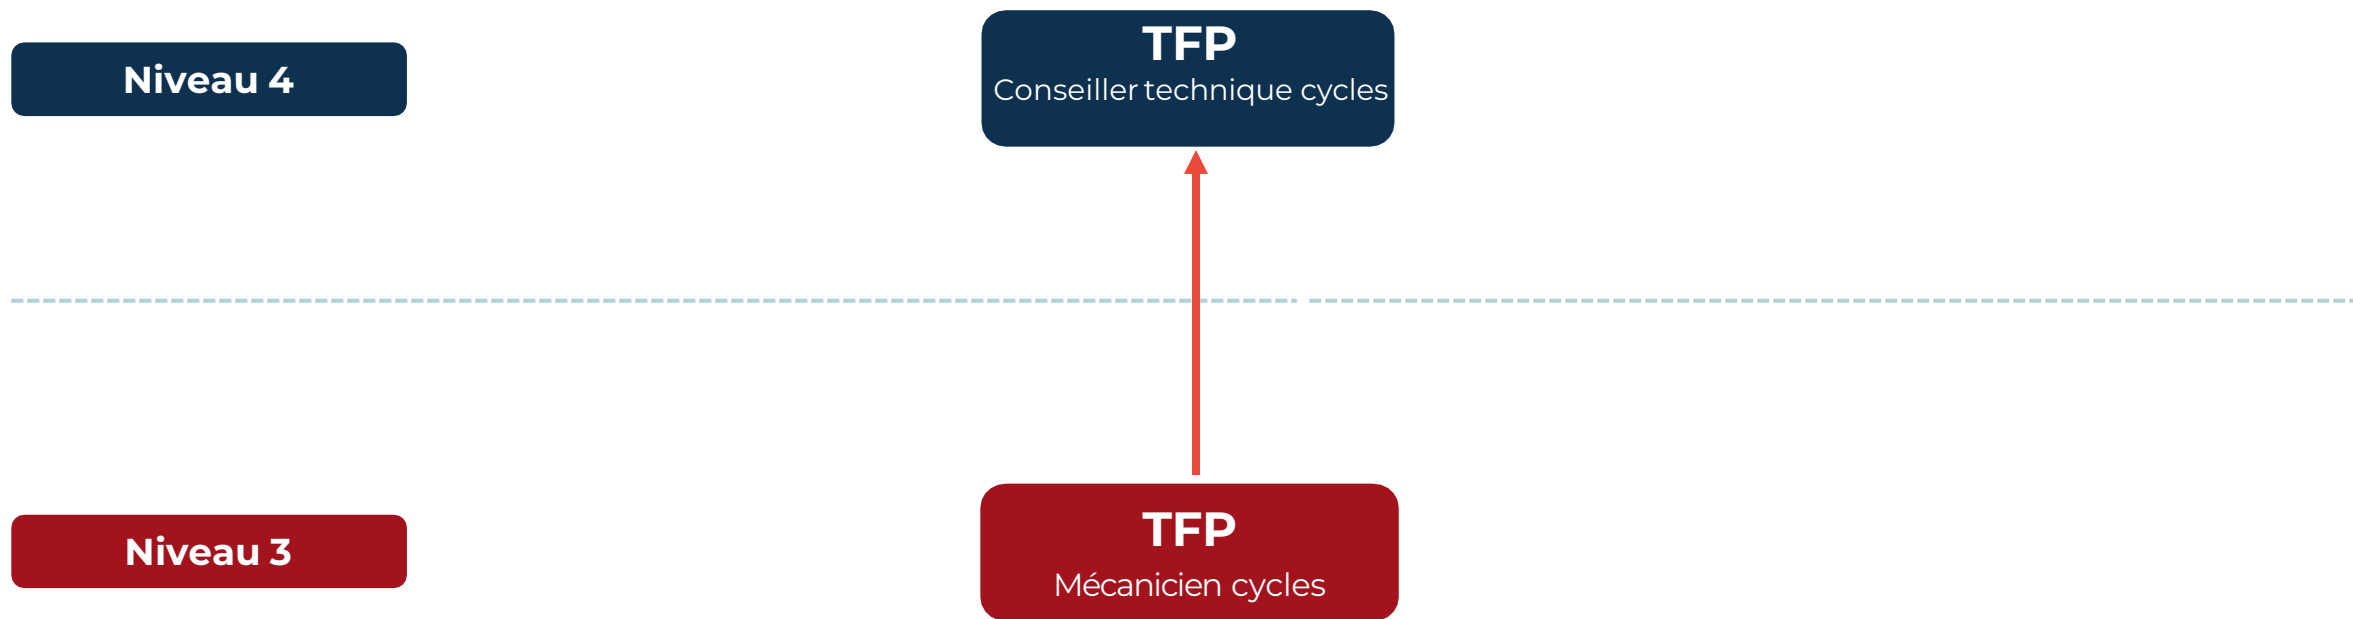 Niveau 4
TFP
Conseiller technique cycles
Niveau 3
TFP
Mécanicien cycles